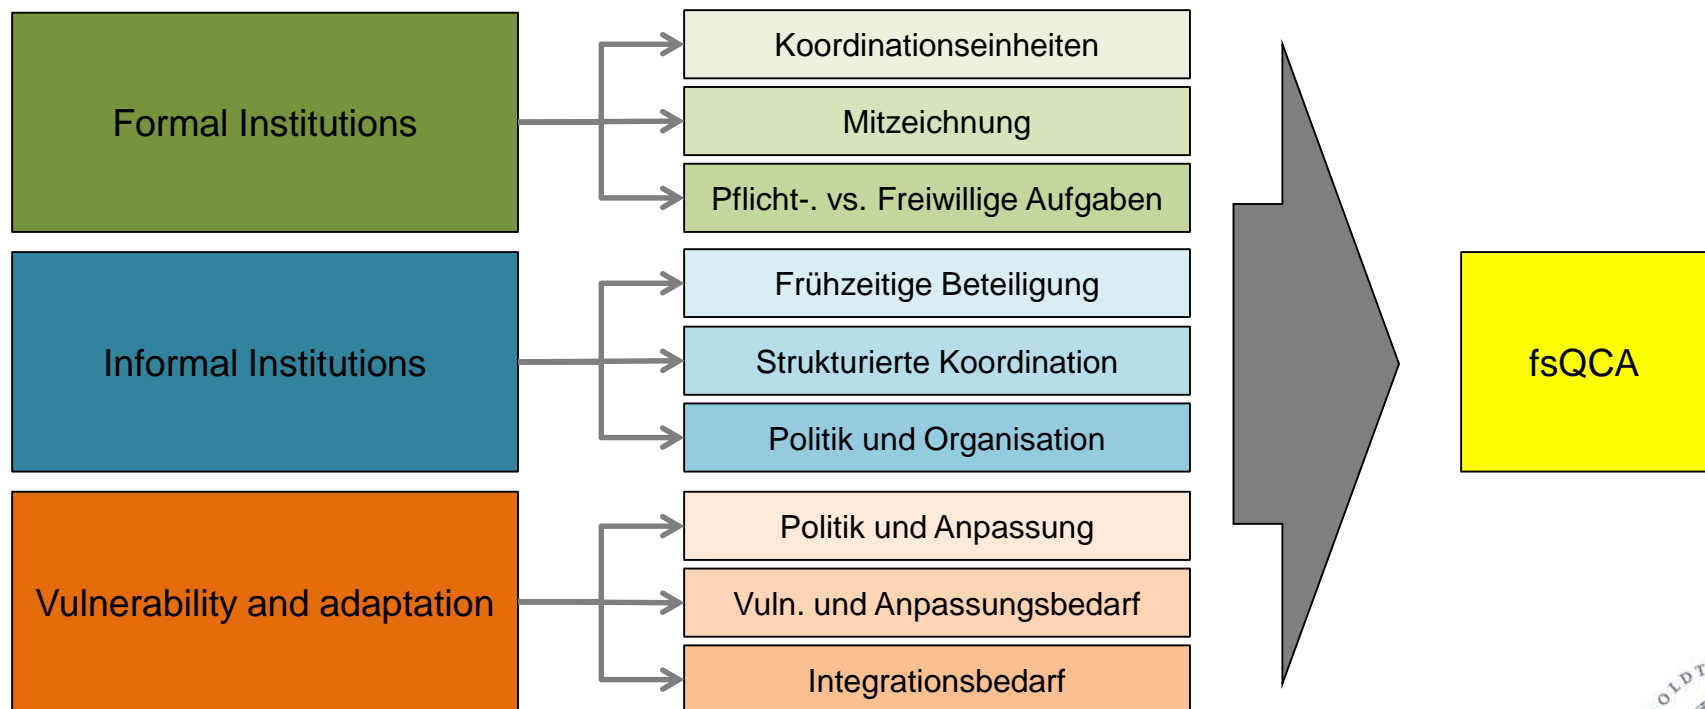 Formal Institutions
Koordinationseinheiten
Mitzeichnung
Pflicht-. vs. Freiwillige Aufgaben
Informal Institutions
Frühzeitige Beteiligung
Strukturierte Koordination
Politik und Organisation
Vulnerability and adaptation
Politik und Anpassung
Vuln. und Anpassungsbedarf
Integrationsbedarf
fsQCA